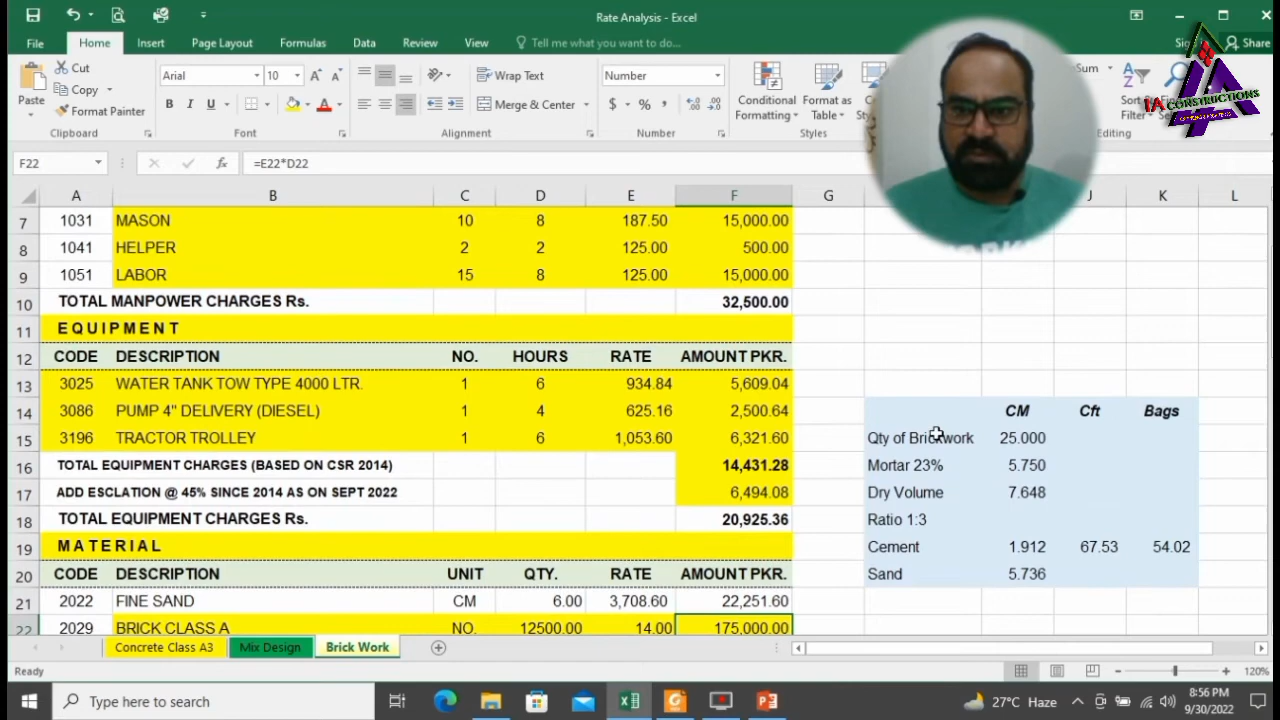 Rate Analysis - Excel
File Home Insert Page Layout Formulas Data Review View Tell me what you want to do... Share
Paste Cut Copy Format Painter Clipboard
Arial 10 B I U Font
Wrap Text Merge & Center Alignment
Number $ % Number
Conditional Formatting Format as Table Styles
Sum Sort Editing
IA CONSTRUCTIONS
F22 fx =E22*D22
A B C D E F G J K L
7 1031 MASON 10 8 187.50 15,000.00
8 1041 HELPER 2 2 125.00 500.00
9 1051 LABOR 15 8 125.00 15,000.00
10 TOTAL MANPOWER CHARGES Rs. 32,500.00
11 EQUIPMENT
12 CODE DESCRIPTION NO. HOURS RATE AMOUNT PKR.
13 3025 WATER TANK TOW TYPE 4000 LTR. 1 6 934.84 5,609.04
14 3086 PUMP 4" DELIVERY (DIESEL) 1 4 625.16 2,500.64 CM Cft Bags
15 3196 TRACTOR TROLLEY 1 6 1,053.60 6,321.60 Qty of Brickwork 25.000
16 TOTAL EQUIPMENT CHARGES (BASED ON CSR 2014) 14,431.28 Mortar 23% 5.750
17 ADD ESCLATION @ 45% SINCE 2014 AS ON SEPT 2022 6,494.08 Dry Volume 7.648
18 TOTAL EQUIPMENT CHARGES Rs. 20,925.36 Ratio 1:3
19 MATERIAL Cement 1.912 67.53 54.02
20 CODE DESCRIPTION UNIT QTY. RATE AMOUNT PKR. Sand 5.736
21 2022 FINE SAND CM 6.00 3,708.60 22,251.60
22 2029 BRICK CLASS A NO. 12500.00 14.00 175,000.00
Concrete Class A3 Mix Design Brick Work
Ready 120%
Type here to search 27°C Haze 8:56 PM
9/30/2022